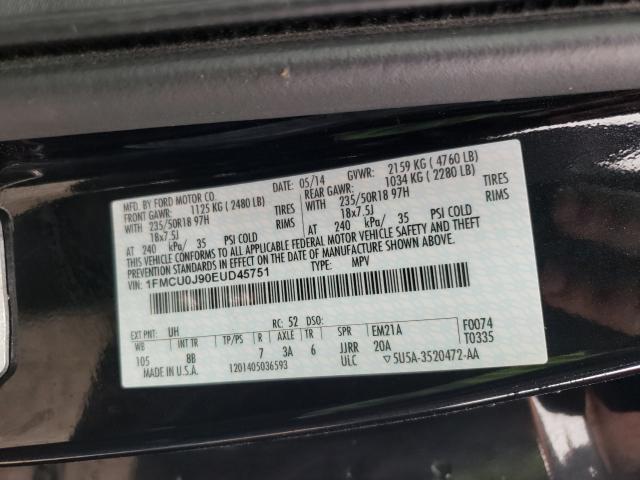 MFD. BY FORD MOTOR CO.
DATE: 05/14 GVWR: 2159 KG ( 4760 LB)
FRONT GAWR: 1125 KG ( 2480 LB) REAR GAWR: 1034 KG ( 2280 LB)
WITH 235/50R18 97H TIRES WITH 235/50R18 97H TIRES
18x7.5J RIMS 18x7.5J RIMS
AT 240 kPa/ 35 PSI COLD AT 240 kPa/ 35 PSI COLD
THIS VEHICLE CONFORMS TO ALL APPLICABLE FEDERAL MOTOR VEHICLE SAFETY AND THEFT
PREVENTION STANDARDS IN EFFECT ON THE DATE OF MANUFACTURE SHOWN ABOVE.
VIN: 1FMCU0J90EUD45751 TYPE: MPV
EXT PNT: UH RC: 52 DSO:
WB INT TR TP/PS R AXLE TR SPR EM21A F0074
105 8B 7 3A 6 JJRR 20A T0335
MADE IN U.S.A. 1201405036593 ULC 5U5A-3520472-AA